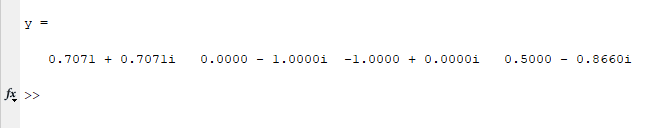 y =
0.7071 + 0.7071i   0.0000 - 1.0000i  -1.0000 + 0.0000i   0.5000 - 0.8660i
fx >>